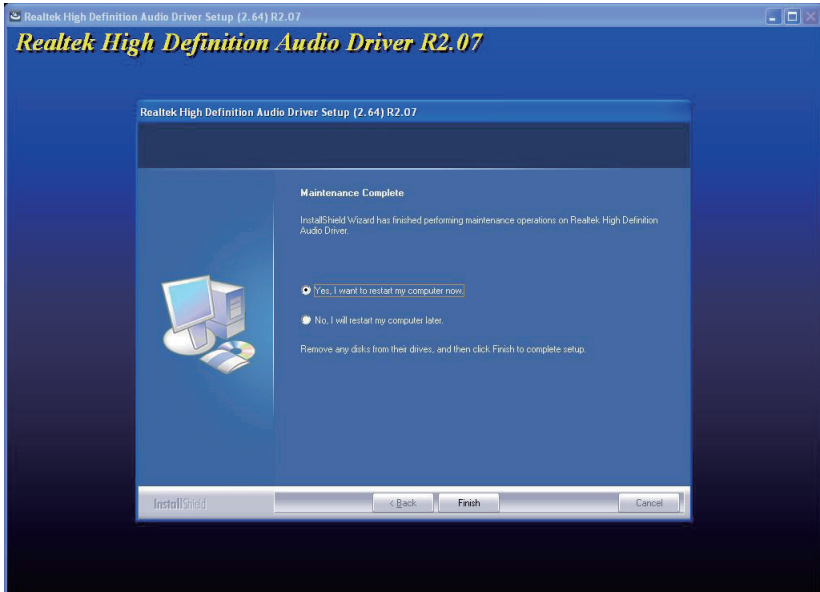 Realtek High Definition Audio Driver Setup (2.64) R2.07
Realtek High Definition Audio Driver R2.07
Realtek High Definition Audio Driver Setup (2.64) R2.07
Maintenance Complete
InstallShield Wizard has finished performing maintenance operations on Realtek High Definition
Audio Driver.
Yes, I want to restart my computer now.
No, I will restart my computer later.
Remove any disks from their drives, and then click Finish to complete setup.
InstallShield
< Back
Finish
Cancel